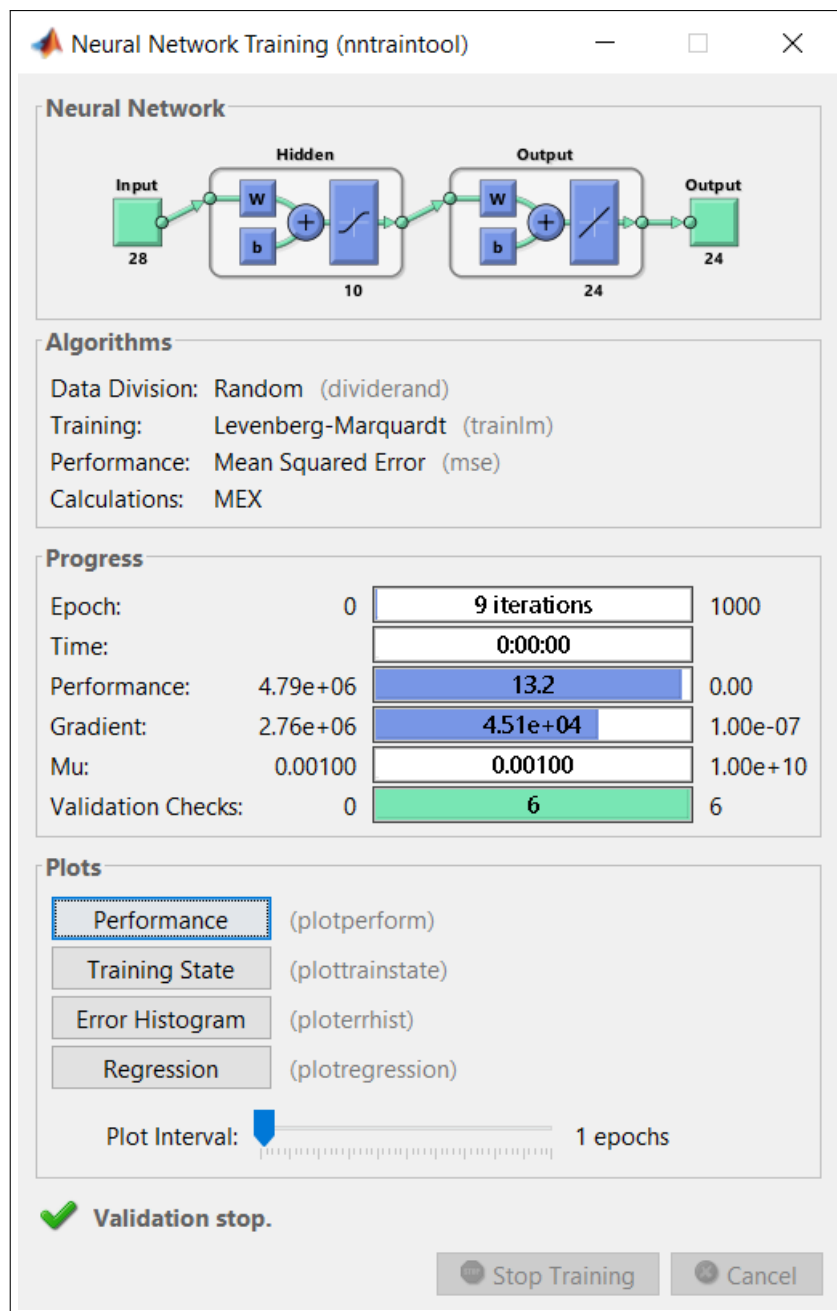 Neural Network Training (nntraintool)
Neural Network
Hidden
Output
Input
Output
W
W
+
+
b
b
28
10
24
24
Algorithms
Data Division: Random (dividerand)
Training: Levenberg-Marquardt (trainlm)
Performance: Mean Squared Error (mse)
Calculations: MEX
Progress
Epoch: 0 9 iterations 1000
Time: 0:00:00
Performance: 4.79e+06 13.2 0.00
Gradient: 2.76e+06 4.51e+04 1.00e-07
Mu: 0.00100 0.00100 1.00e+10
Validation Checks: 0 6 6
Plots
Performance (plotperform)
Training State (plottrainstate)
Error Histogram (ploterrhist)
Regression (plotregression)
Plot Interval: 1 epochs
Validation stop.
STOP Stop Training Cancel